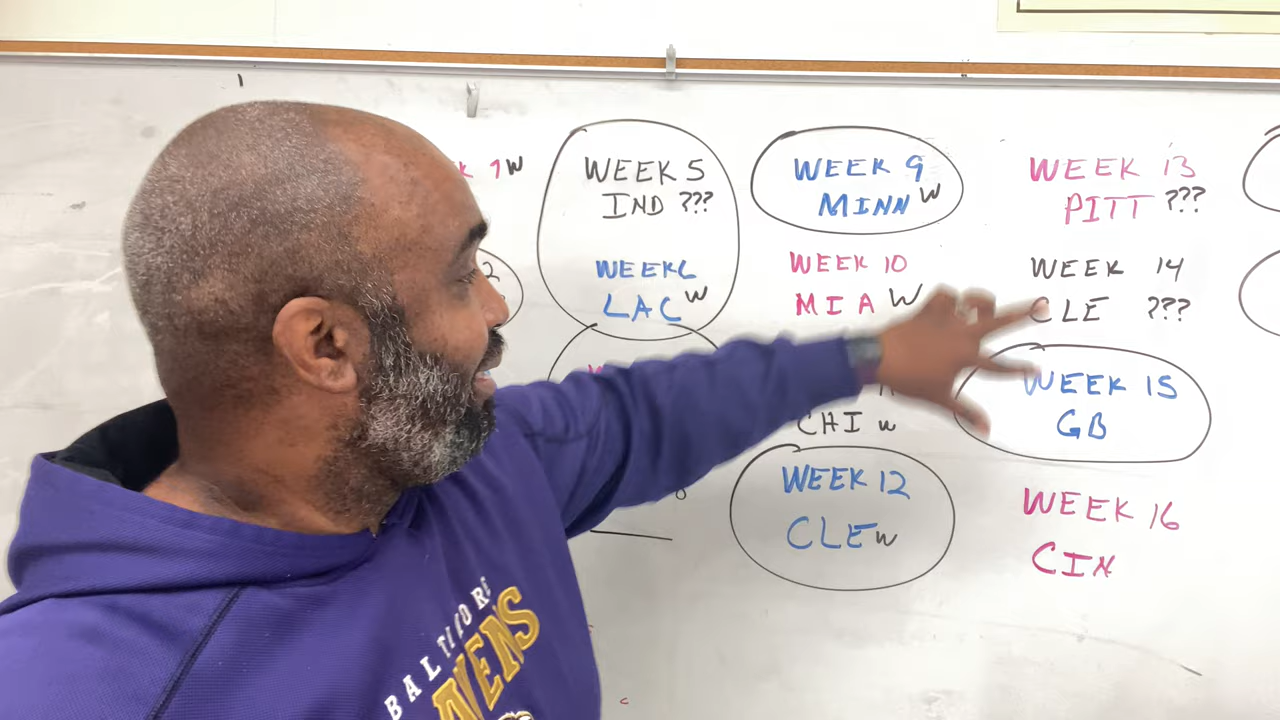 K 1 W
2
WEEK 5
IND ???
WEEK 6
LAC W
WEEK 9
MINN W
WEEK 10
MIA W
CHI W
WEEK 12
CLE W
WEEK 13
PITT ???
WEEK 14
CLE ???
WEEK 15
GB
WEEK 16
CIN
BALTIMORE
RAVENS